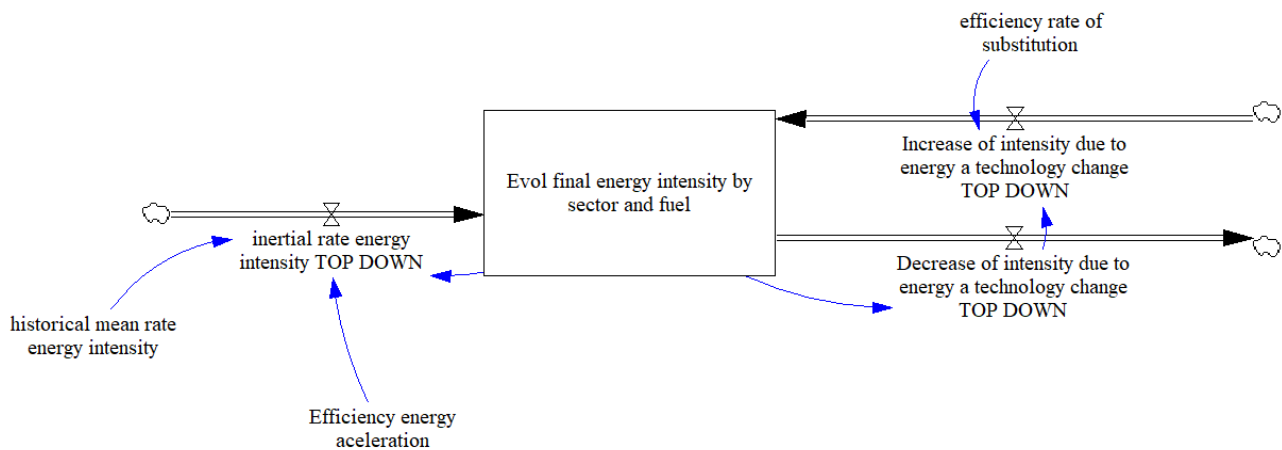 efficiency rate of
substitution
Increase of intensity due to
energy a technology change
TOP DOWN
Evol final energy intensity by
sector and fuel
inertial rate energy
intensity TOP DOWN
Decrease of intensity due to
energy a technology change
TOP DOWN
historical mean rate
energy intensity
Efficiency energy
aceleration